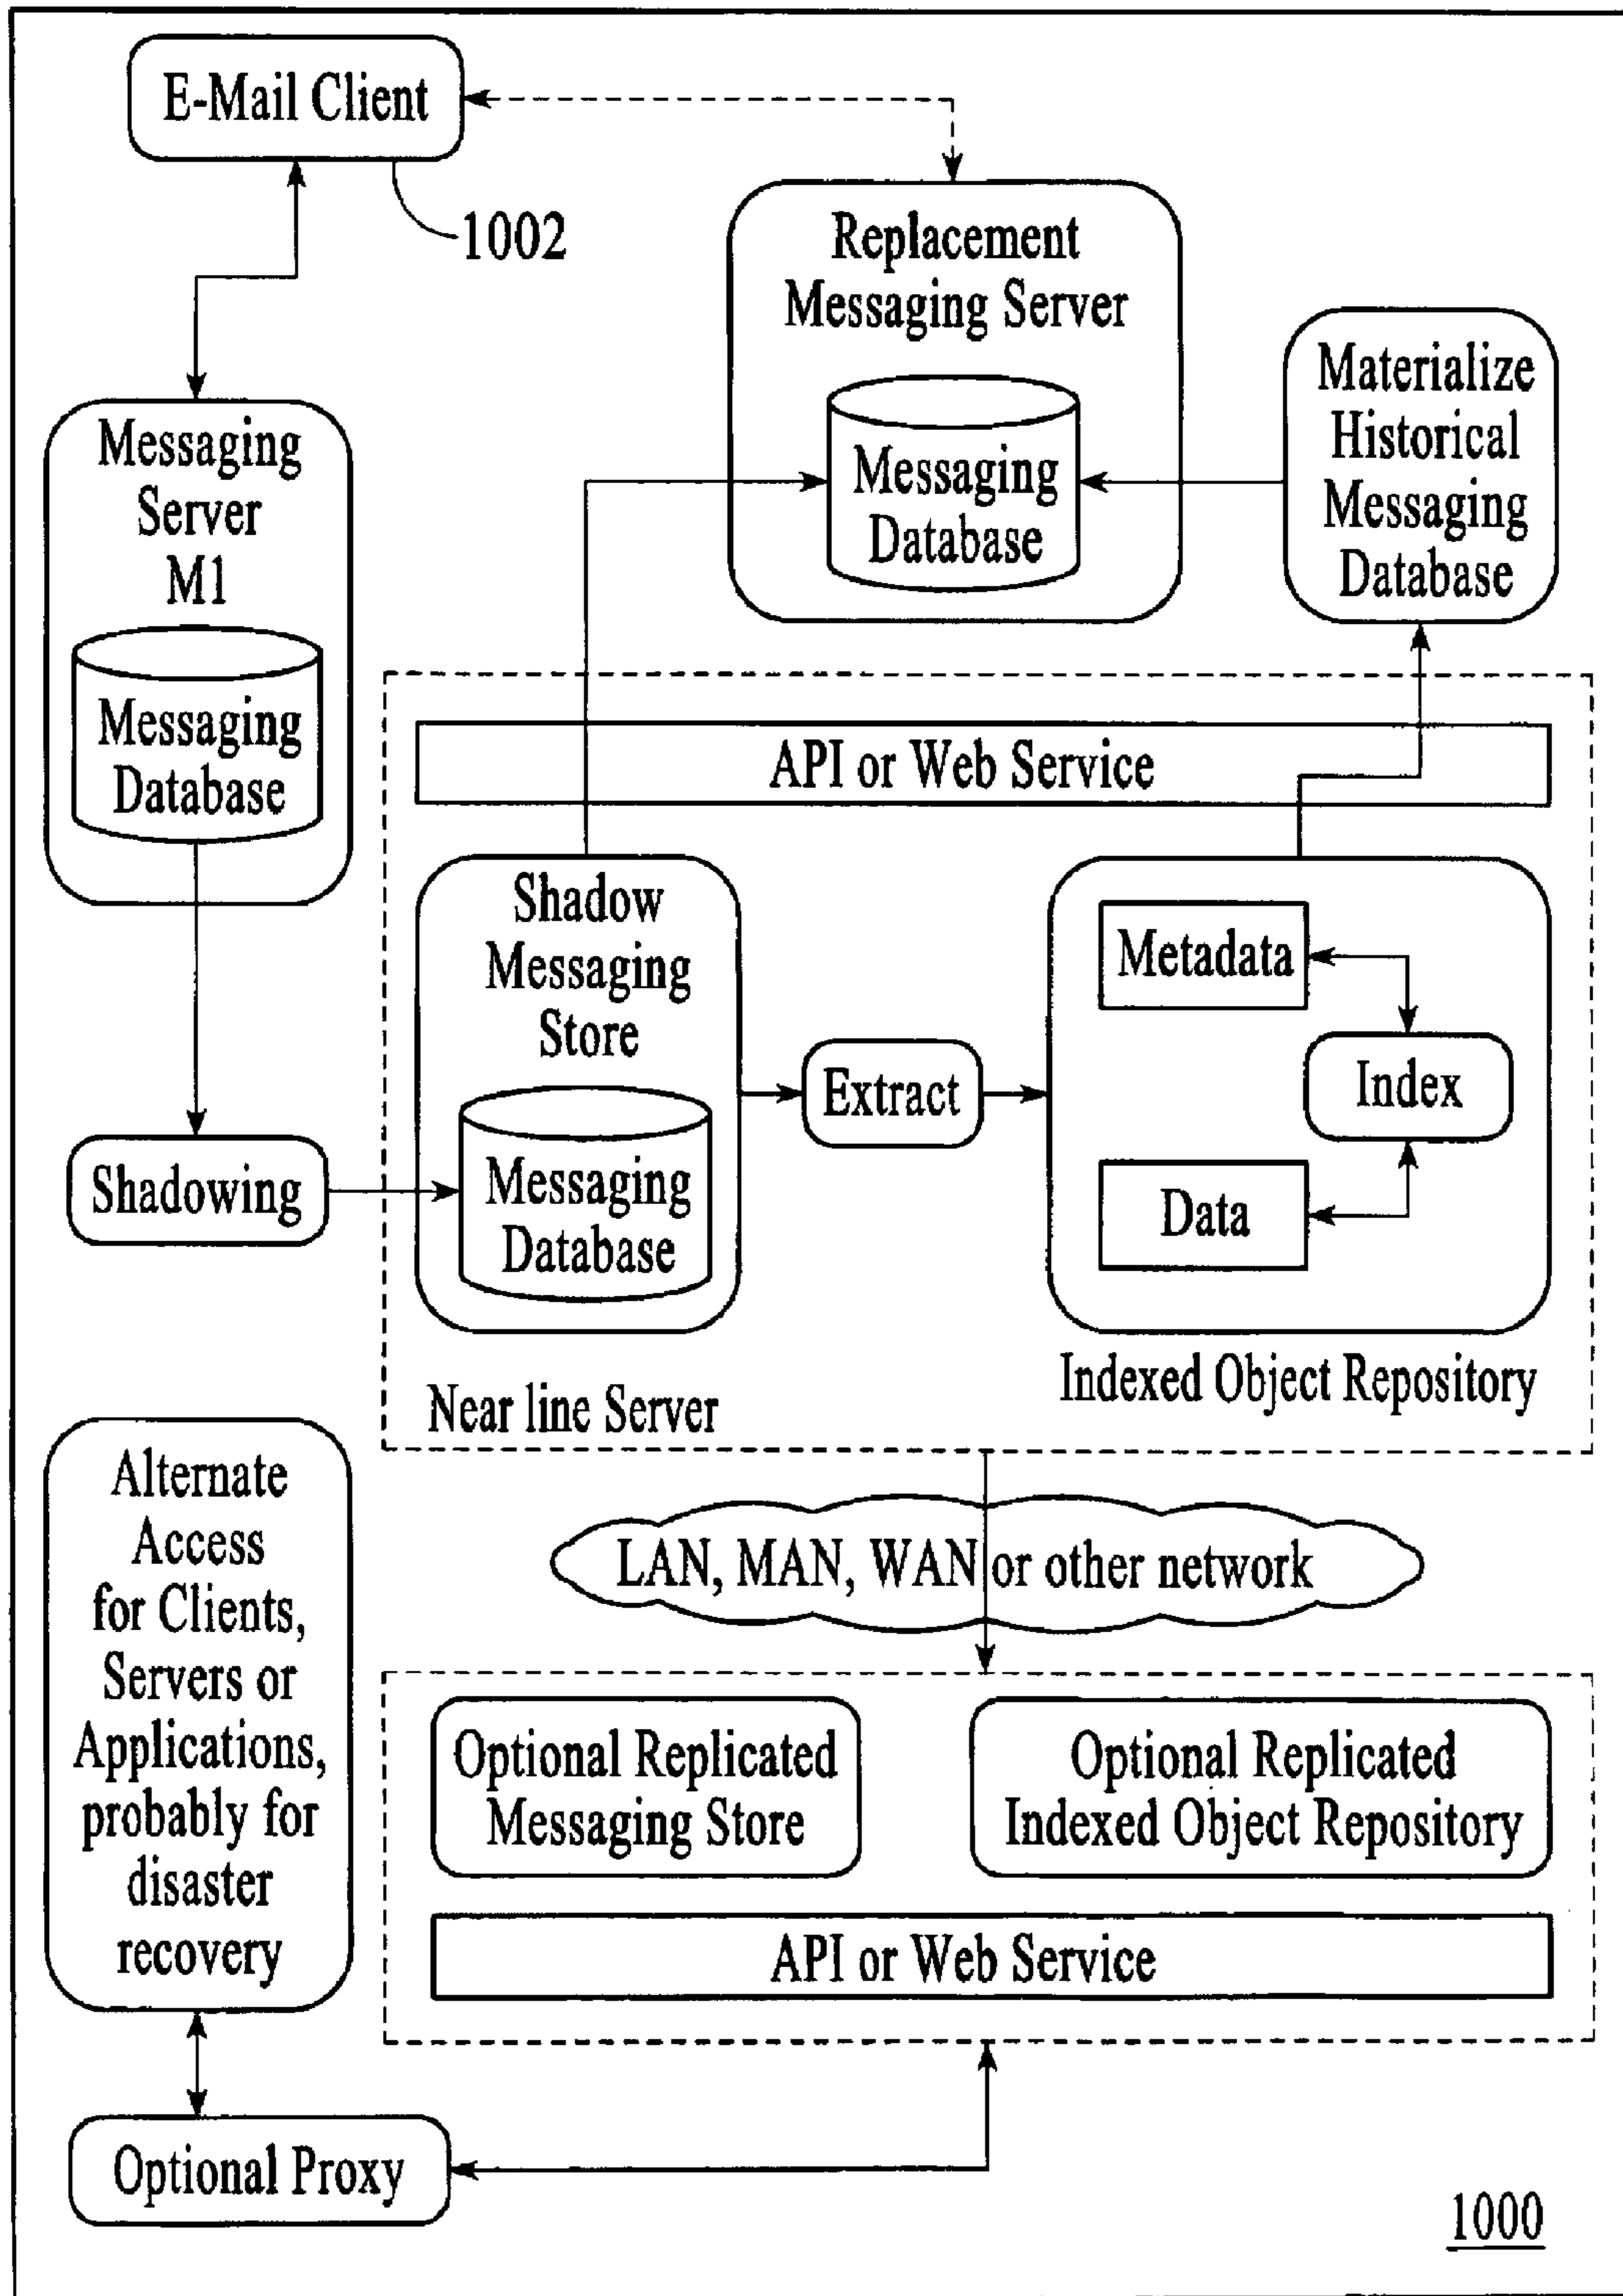 E-Mail Client
1002
Replacement
Messaging Server
Messaging
Database
Materialize
Historical
Messaging
Database
Messaging
Server
M1
Messaging
Database
API or Web Service
Shadow
Messaging
Store
Messaging
Database
Extract
Metadata
Index
Data
Shadowing
Near line Server
Indexed Object Repository
LAN, MAN, WAN or other network
Alternate
Access
for Clients,
Servers or
Applications,
probably for
disaster
recovery
Optional Replicated
Messaging Store
Optional Replicated
Indexed Object Repository
API or Web Service
Optional Proxy
1000